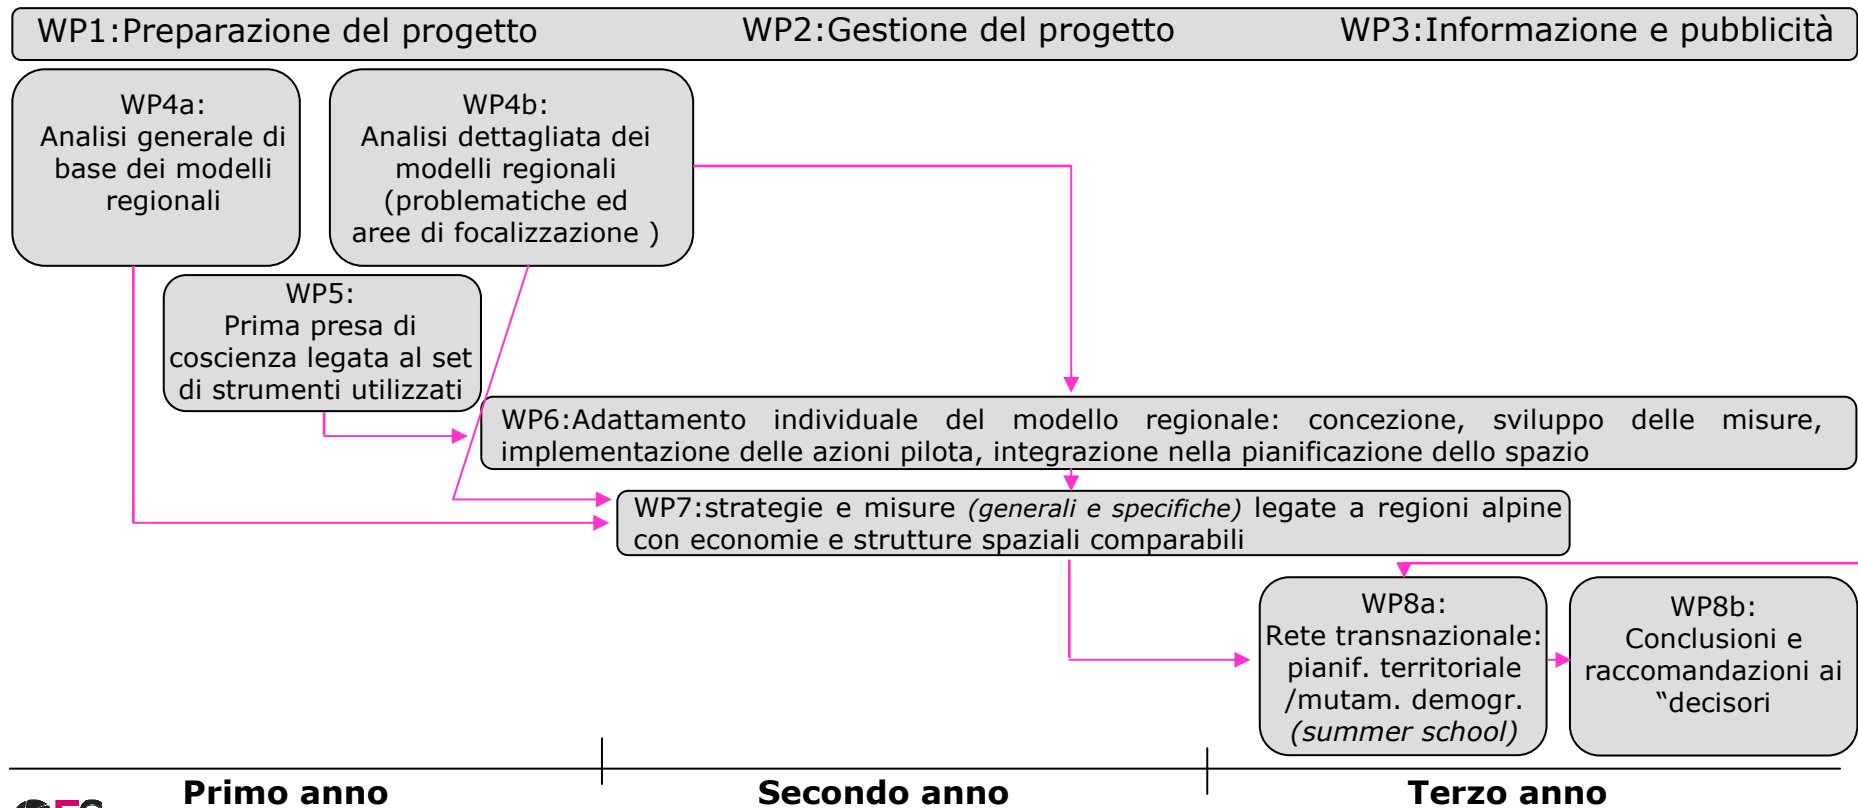 WP1:Preparazione del progetto WP2:Gestione del progetto WP3:Informazione e pubblicità
WP4a:
Analisi generale di
base dei modelli
regionali
WP4b:
Analisi dettagliata dei
modelli regionali
(problematiche ed
aree di focalizzazione )
WP5:
Prima presa di
coscienza legata al set
di strumenti utilizzati
WP6:Adattamento individuale del modello regionale: concezione, sviluppo delle misure,
implementazione delle azioni pilota, integrazione nella pianificazione dello spazio
WP7:strategie e misure (generali e specifiche) legate a regioni alpine
con economie e strutture spaziali comparabili
WP8a:
Rete transnazionale:
pianif. territoriale
/mutam. demogr.
(summer school)
WP8b:
Conclusioni e
raccomandazioni ai
“decisori
Primo anno Secondo anno Terzo anno